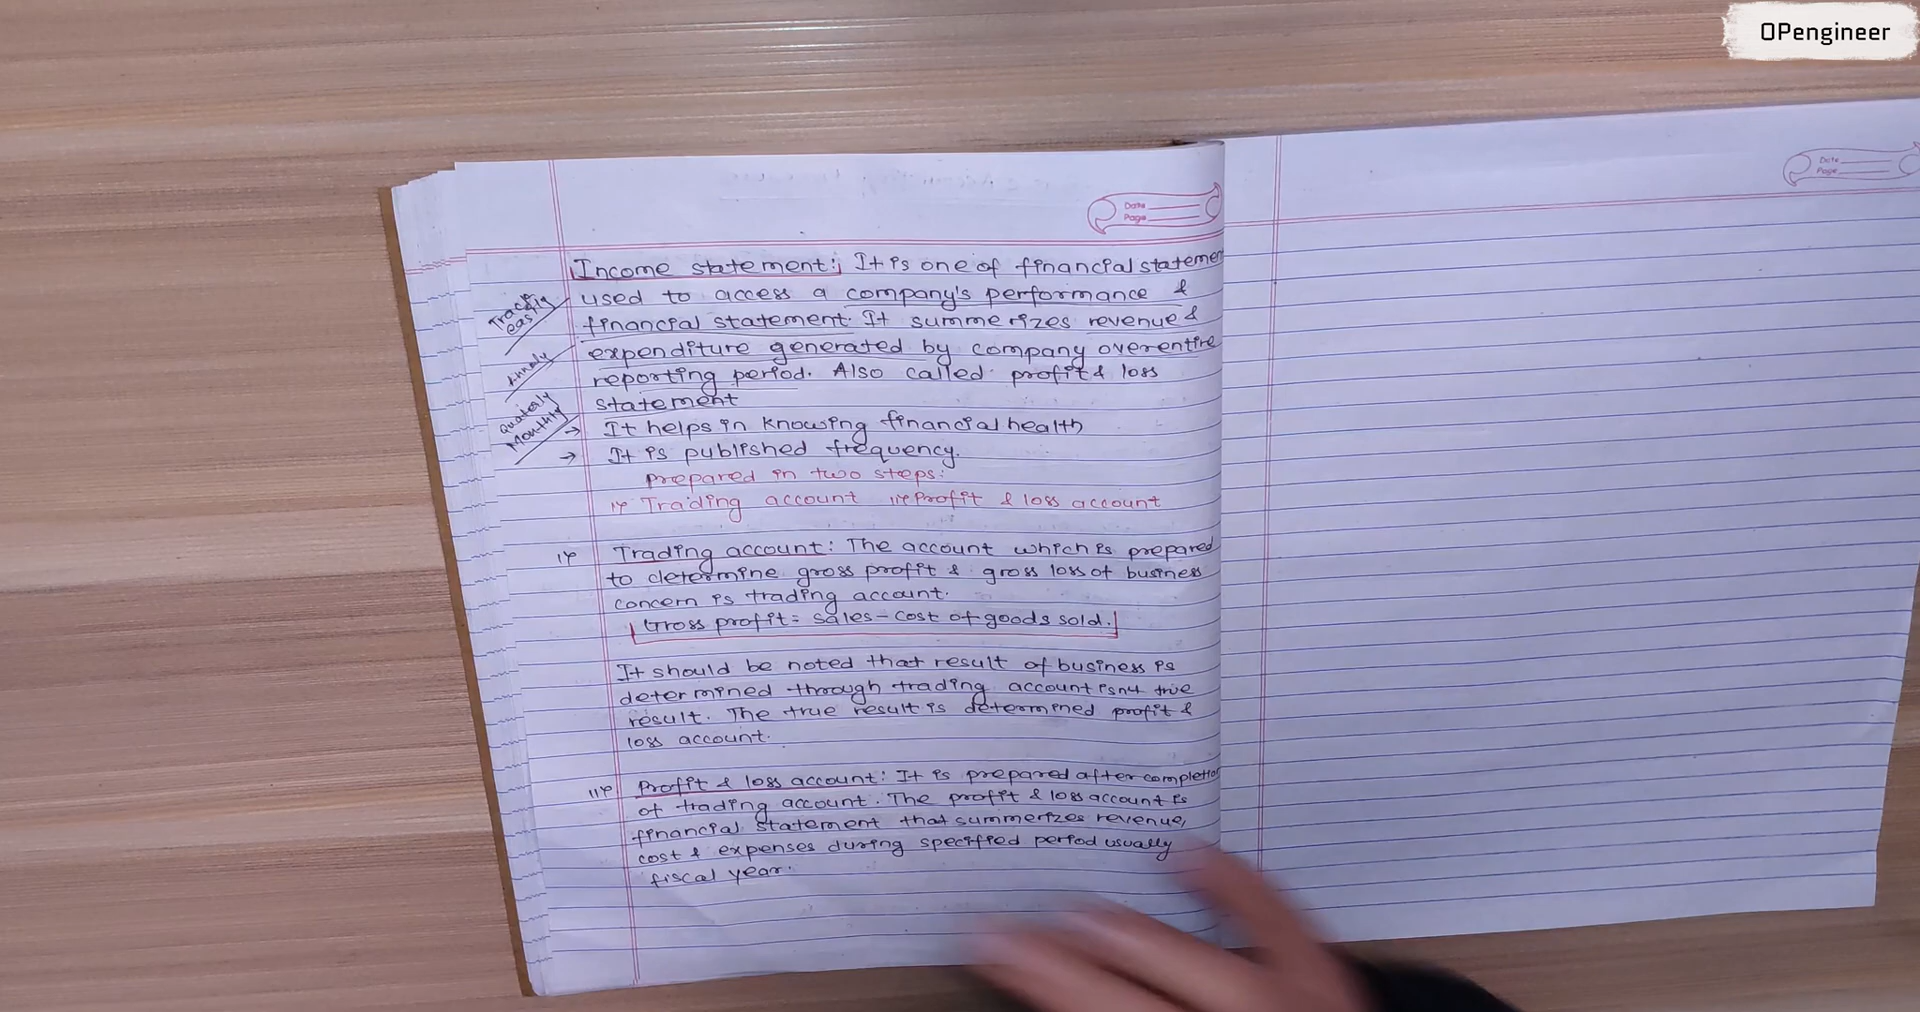 OPengineer
Date
Page
Date
Page
Income statement: It is one of financial statemen
used to access a company's performance &
financial statement. It summerizes revenue &
expenditure generated by company over entire
reporting period. Also called profit & loss
statement
→ It helps in knowing financial health
→ It is published frequency.
prepared in two steps:
Trading account Profit & loss account
Trading account: The account which is prepared
to determine gross profit & gross loss of business
concern is trading account.
Gross profit = sales - cost of goods sold.
It should be noted that result of business is
determined through trading account isn't true
result. The true result is determined profit &
loss account.
Profit & loss account: It is prepared after completion
of trading account. The profit & loss account is
financial statement that summerizes revenue,
cost & expenses during specified period usually
fiscal year.
easily
Quaterly
Monthly